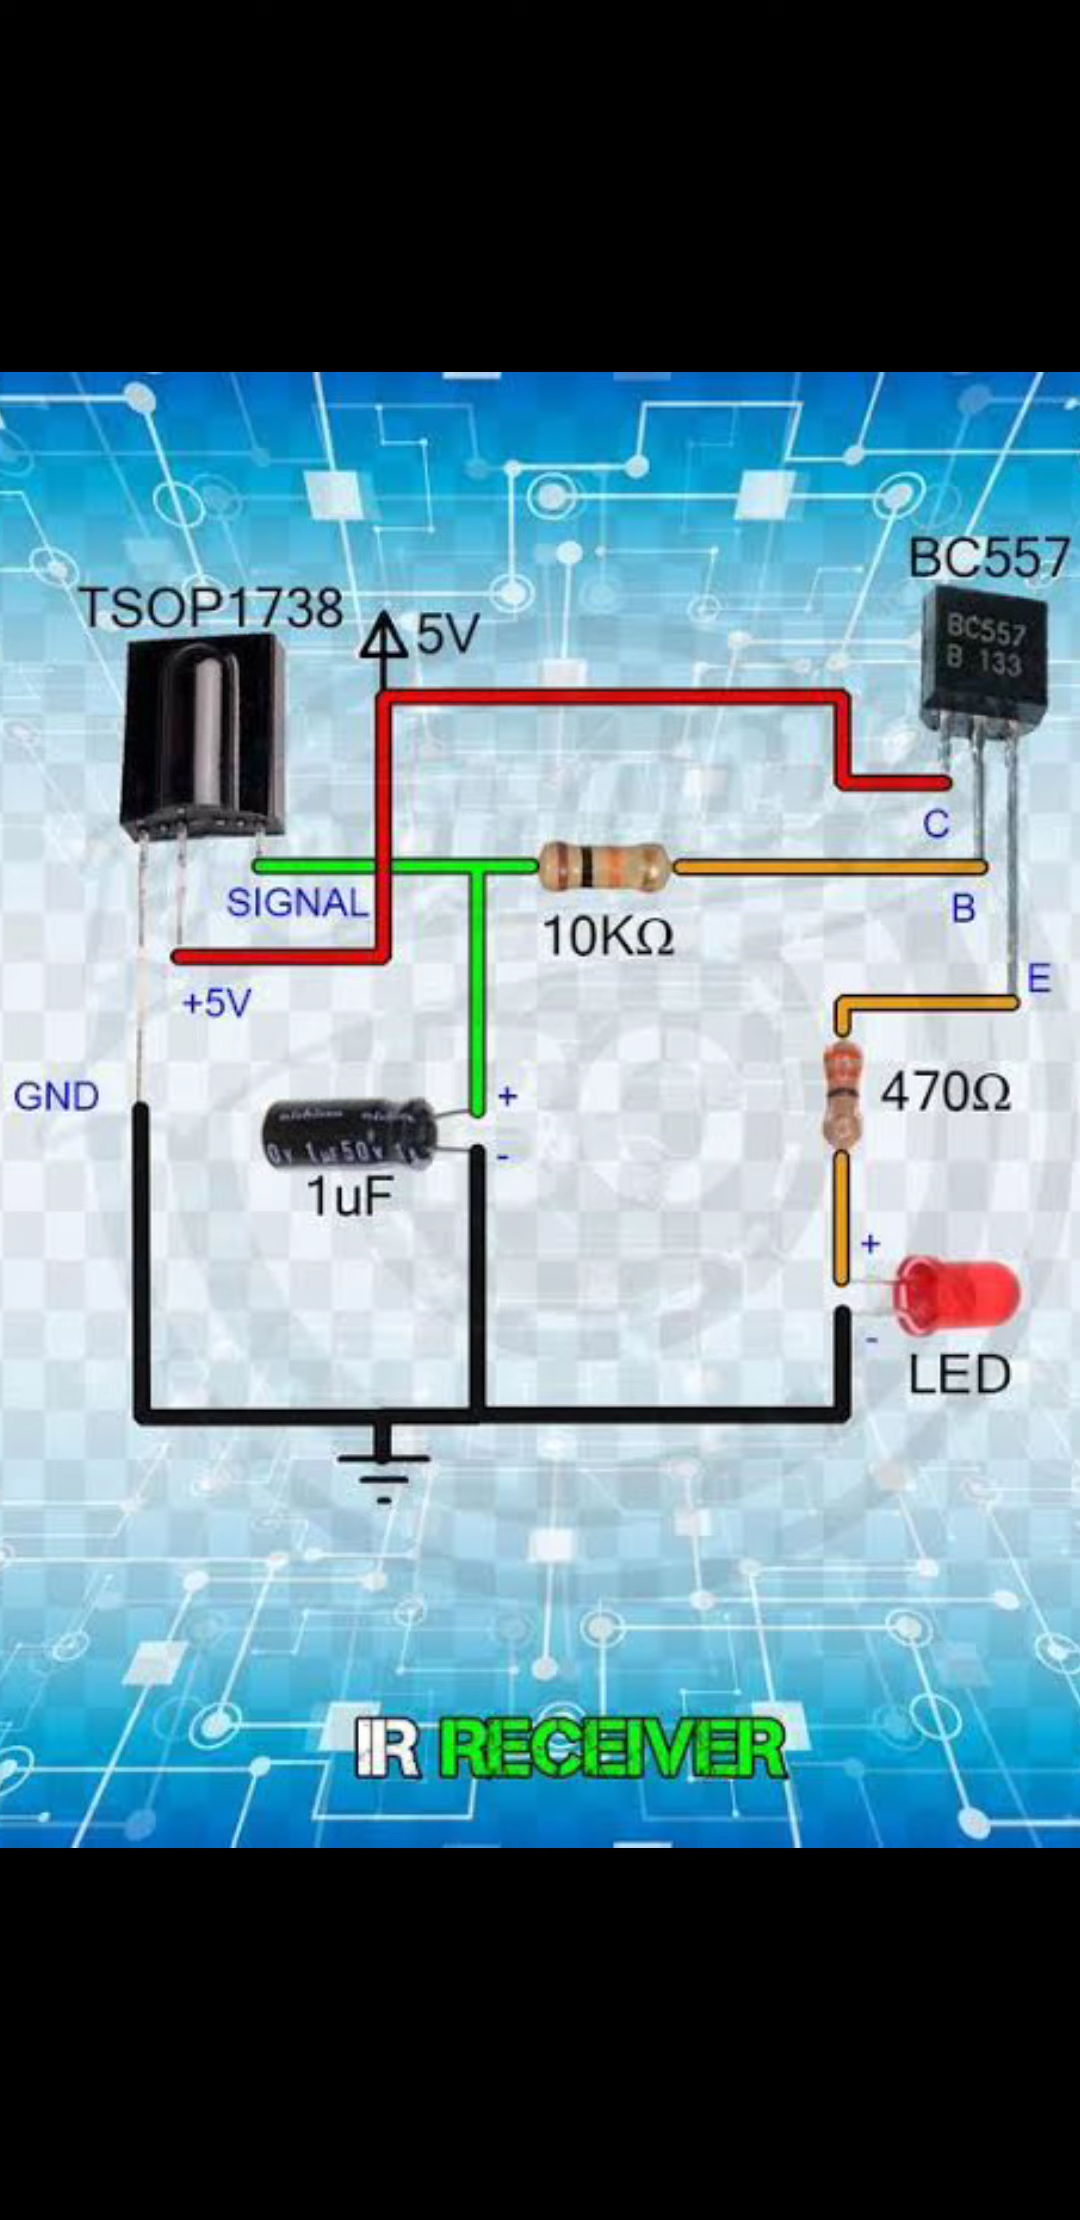 BC557
BC557
B 133
TSOP1738
5V
C
SIGNAL
B
10KΩ
+5V
E
GND
470Ω
+
-
1uF
+
-
LED
IR RECEIVER